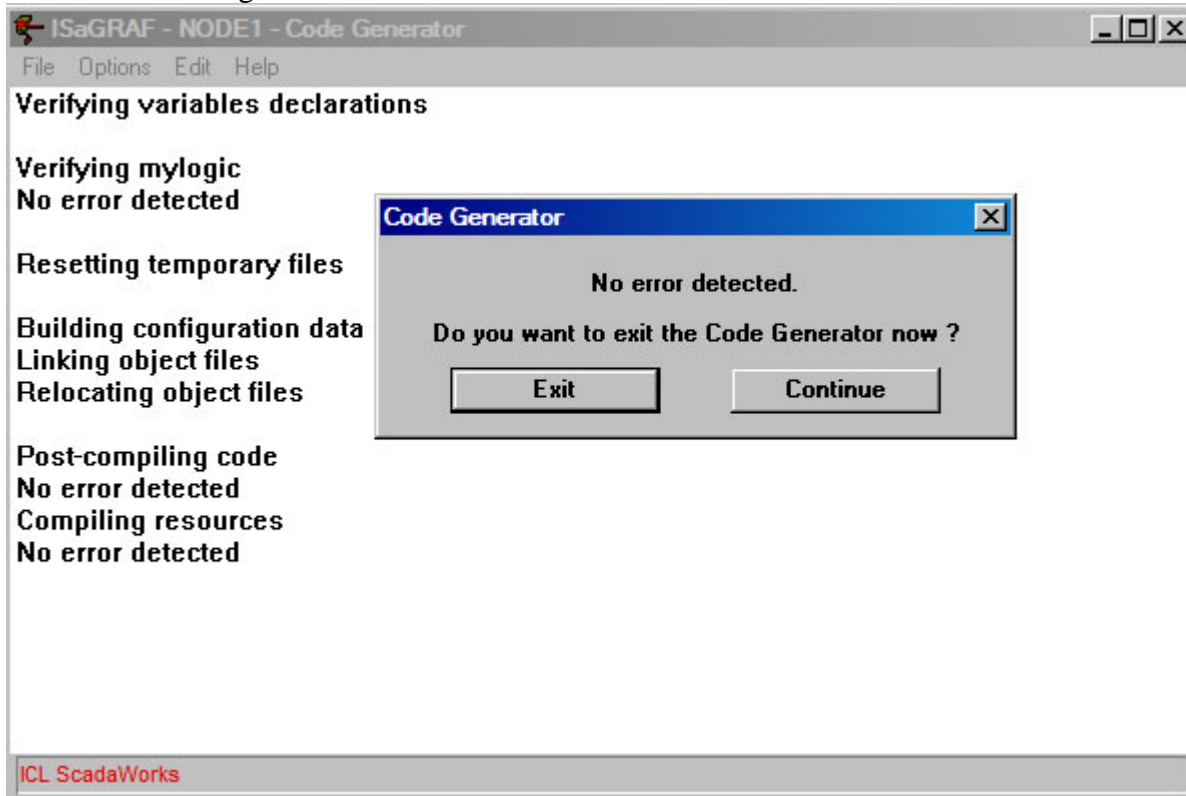 ISaGRAF - NODE1 - Code Generator
File Options Edit Help
Verifying variables declarations
Verifying mylogic
No error detected
Resetting temporary files
Building configuration data
Linking object files
Relocating object files
Post-compiling code
No error detected
Compiling resources
No error detected
Code Generator
No error detected.
Do you want to exit the Code Generator now ?
Exit Continue
ICL ScadaWorks